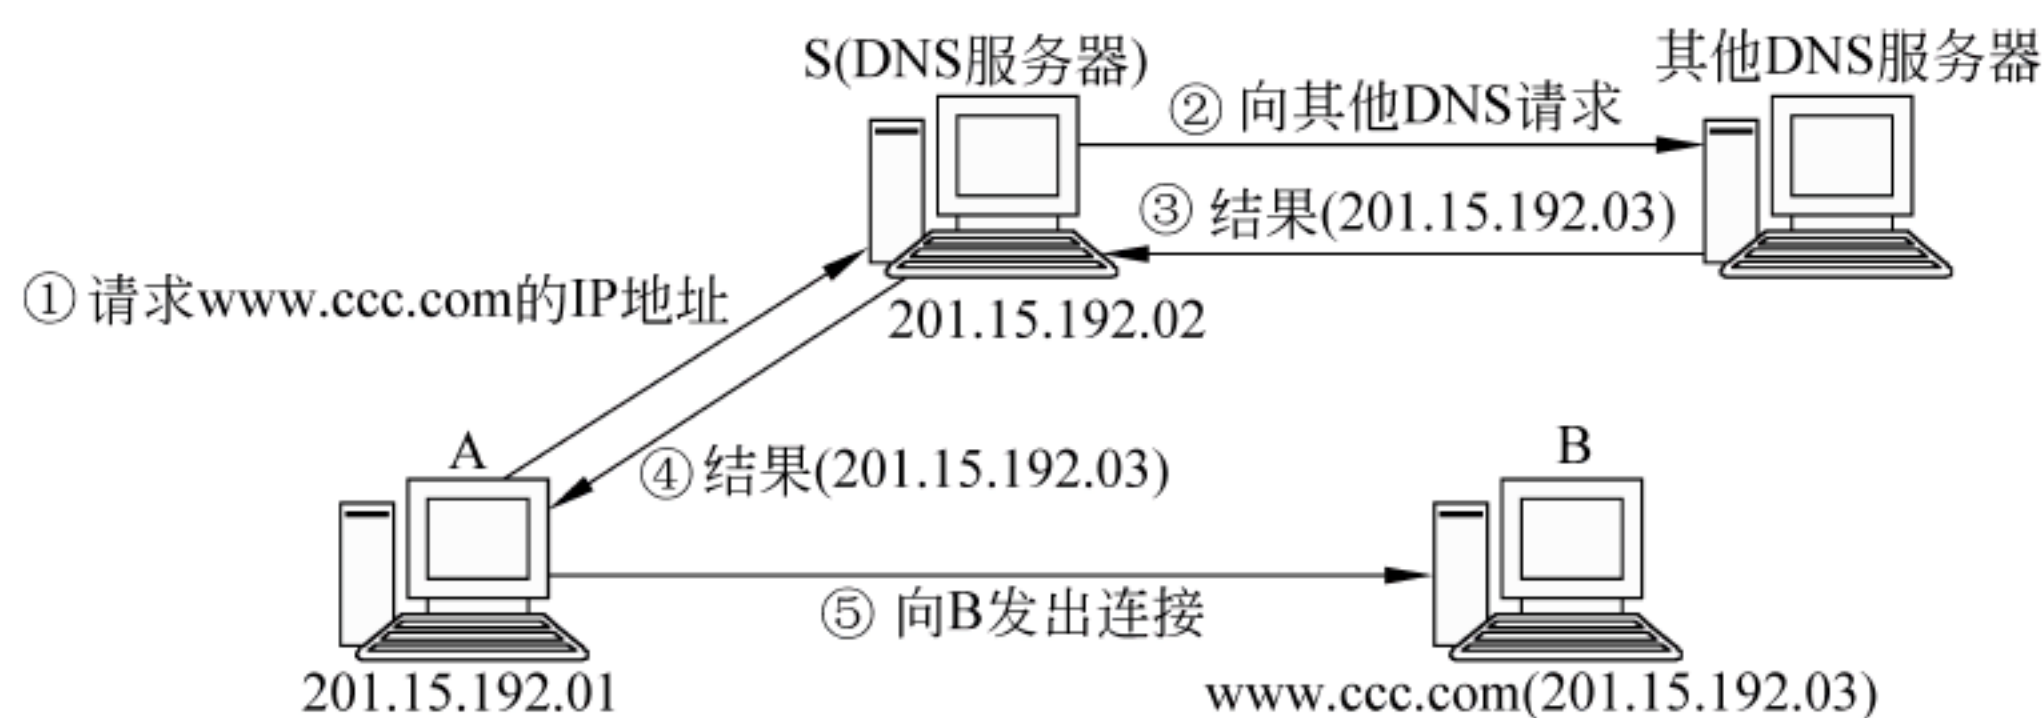 S(DNS服务器)
其他DNS服务器
② 向其他DNS请求
③ 结果(201.15.192.03)
① 请求www.ccc.com的IP地址
201.15.192.02
A
④ 结果(201.15.192.03)
B
⑤ 向B发出连接
201.15.192.01
www.ccc.com(201.15.192.03)